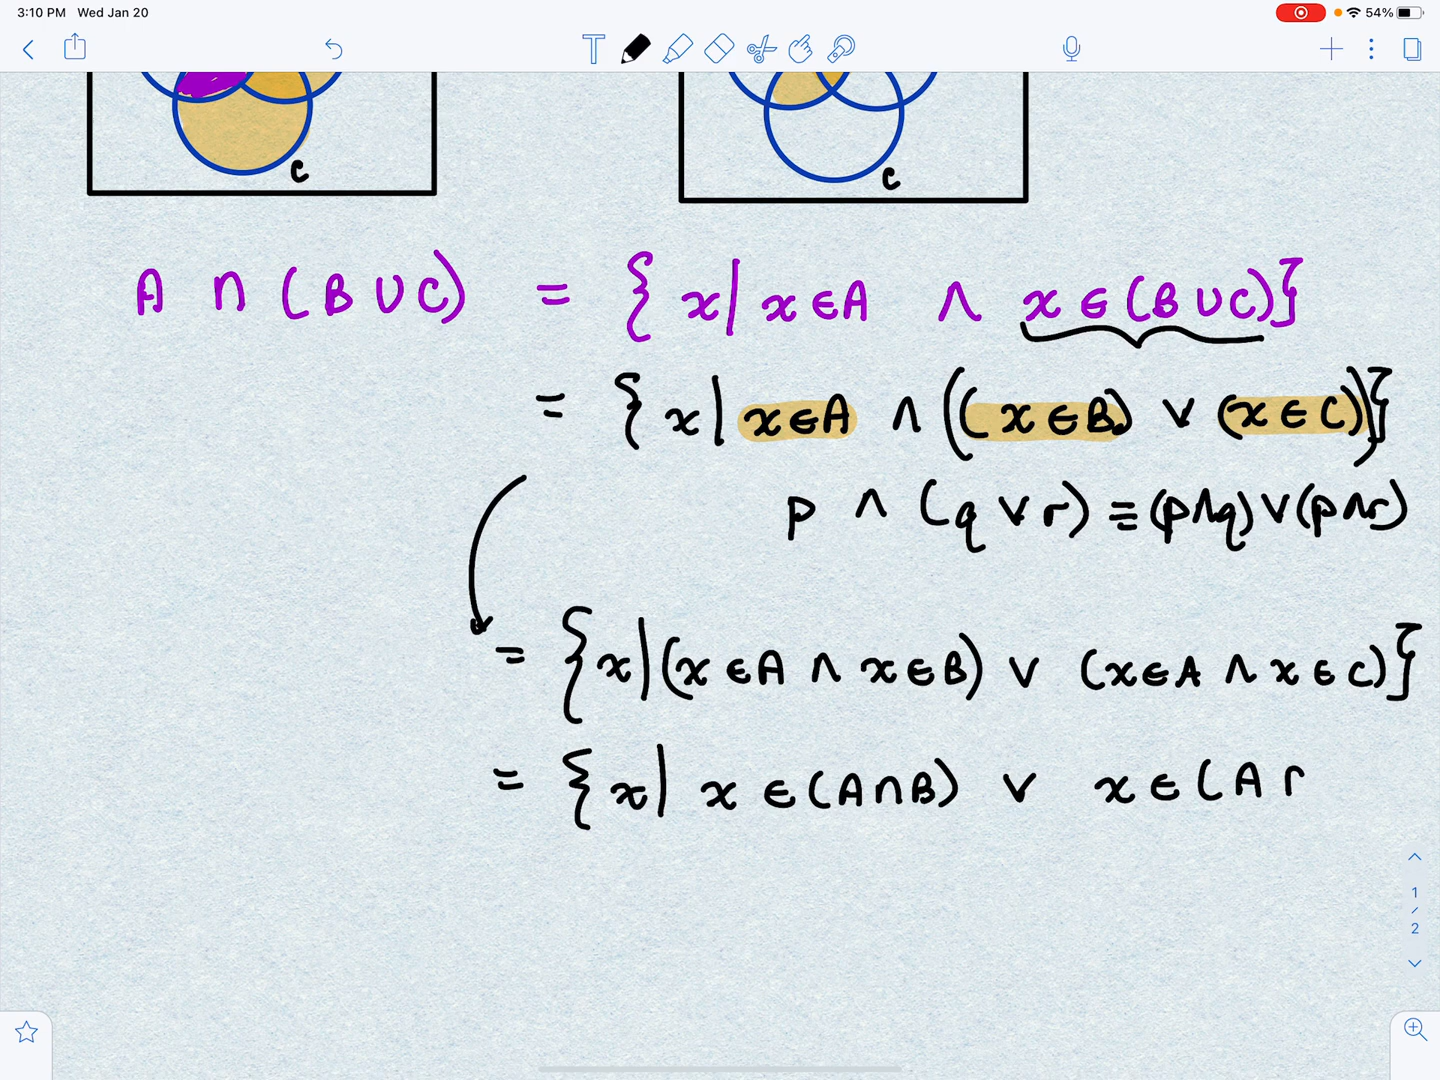 3:10 PM Wed Jan 20
54%
T
C
C
A ∩ (B ∪ C) = { x | x ∈ A ∧ x ∈ (B ∪ C)}
= { x | x ∈ A ∧ ((x ∈ B) ∨ (x ∈ C))}
p ∧ (q ∨ r) ≡ (p ∧ q) ∨ (p ∧ r)
= { x | (x ∈ A ∧ x ∈ B) ∨ (x ∈ A ∧ x ∈ C)}
= { x | x ∈ (A ∩ B) ∨ x ∈ (A ∩
1
/
2